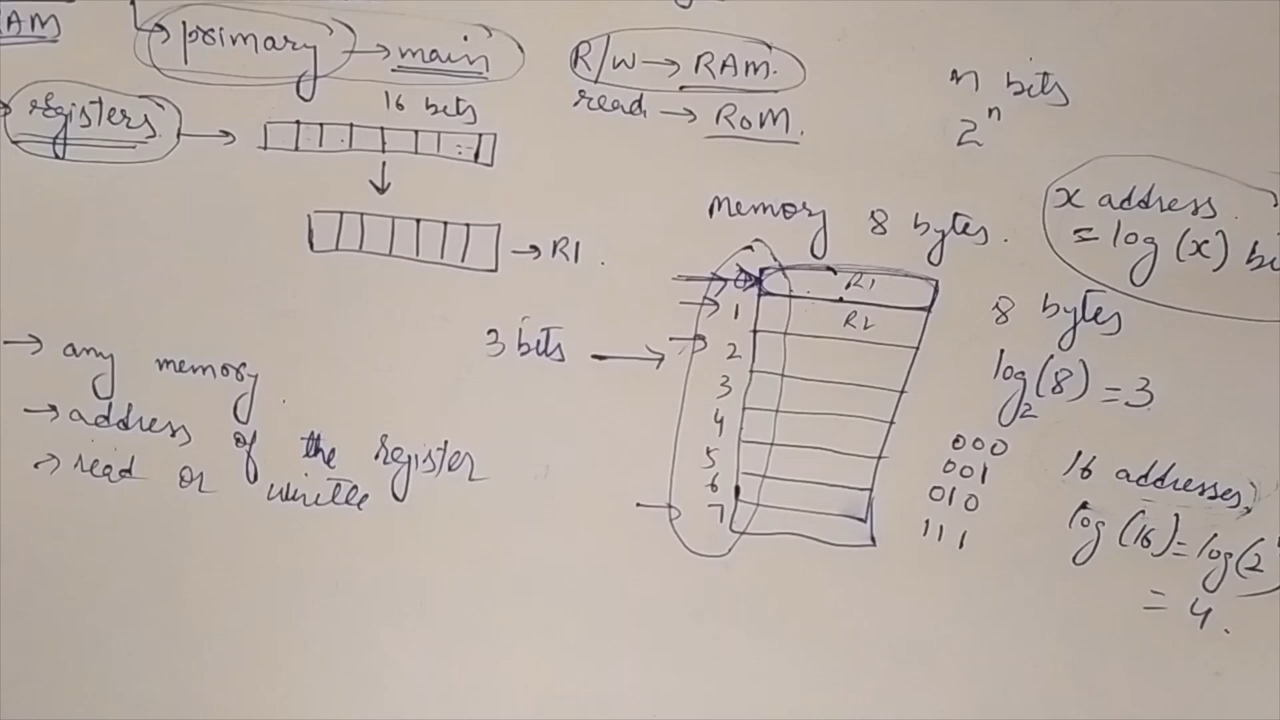 AM
primary → main
R/W → RAM.
read → ROM.
n bits
2ⁿ
registers →
16 bits
→ R1.
x address.
= log(x) bi
memory 8 bytes.
0 R1
1 R2
2
3
4
5
6
7
3 bits →
8 bytes
log₂(8) = 3
000
001
010
111
16 addresses,
log(16) = log(2
= 4.
→ any memory
→ address of the register
→ read or write